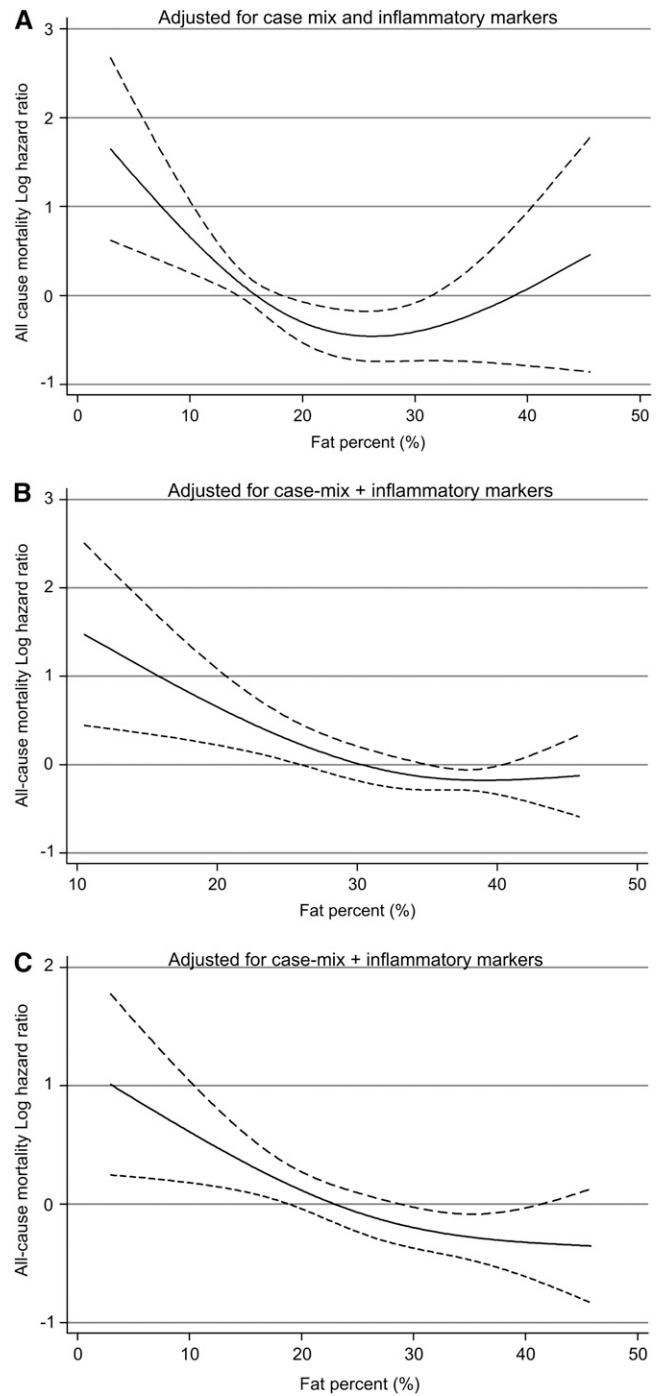 A
Adjusted for case mix and inflammatory markers
All cause mortality Log hazard ratio
3
2
1
0
-1
0 10 20 30 40 50
Fat percent (%)
B
Adjusted for case-mix + inflammatory markers
All-cause mortality Log hazard ratio
3
2
1
0
-1
10 20 30 40 50
Fat percent (%)
C
Adjusted for case-mix + inflammatory markers
All-cause mortality Log hazard ratio
2
1
0
-1
0 10 20 30 40 50
Fat percent (%)